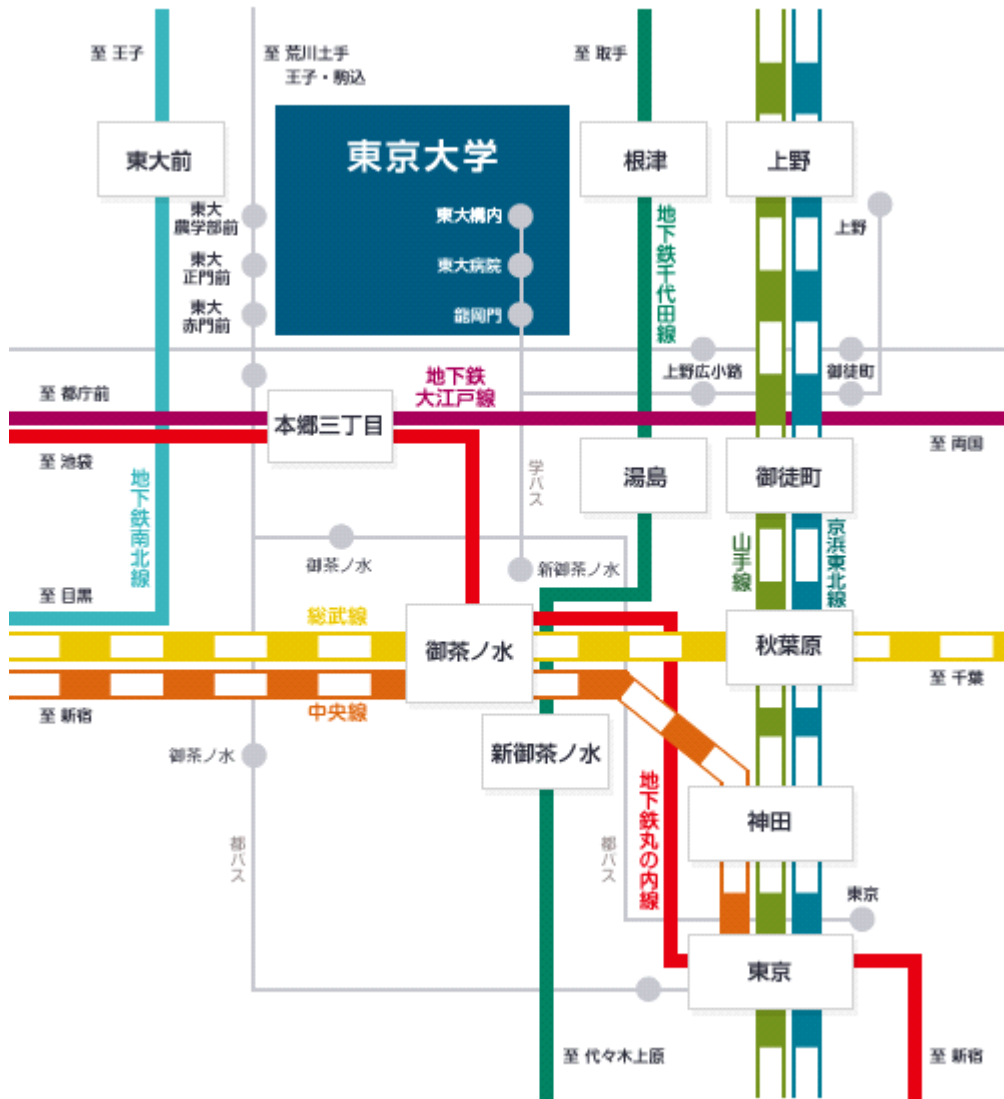 至 王子
至 荒川土手
王子・駒込
至 取手
東大前
東京大学
根津
上野
東大
農学部前
東大構内
地下鉄千代田線
上野
東大
正門前
東大病院
東大
赤門前
龍岡門
上野広小路
御徒町
地下鉄
大江戸線
至 都庁前
本郷三丁目
至 両国
至 池袋
地下鉄南北線
学バス
湯島
御徒町
山手線
京浜東北線
御茶ノ水
新御茶ノ水
至 目黒
総武線
御茶ノ水
秋葉原
至 千葉
至 新宿
中央線
御茶ノ水
新御茶ノ水
地下鉄丸の内線
神田
都バス
都バス
東京
東京
至 代々木上原
至 新宿